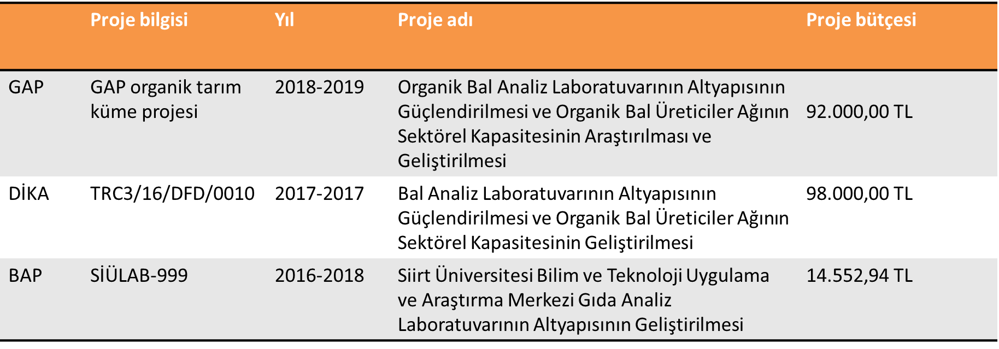 Proje bilgisi Yıl Proje adı Proje bütçesi
GAP GAP organik tarım 2018-2019 Organik Bal Analiz Laboratuvarının Altyapısının
küme projesi Güçlendirilmesi ve Organik Bal Üreticiler Ağının 92.000,00 TL
Sektörel Kapasitesinin Araştırılması ve
Geliştirilmesi
DİKA TRC3/16/DFD/0010 2017-2017 Bal Analiz Laboratuvarının Altyapısının 98.000,00 TL
Güçlendirilmesi ve Organik Bal Üreticiler Ağının
Sektörel Kapasitesinin Geliştirilmesi
BAP SİÜLAB-999 2016-2018 Siirt Üniversitesi Bilim ve Teknoloji Uygulama 14.552,94 TL
ve Araştırma Merkezi Gıda Analiz
Laboratuvarının Altyapısının Geliştirilmesi